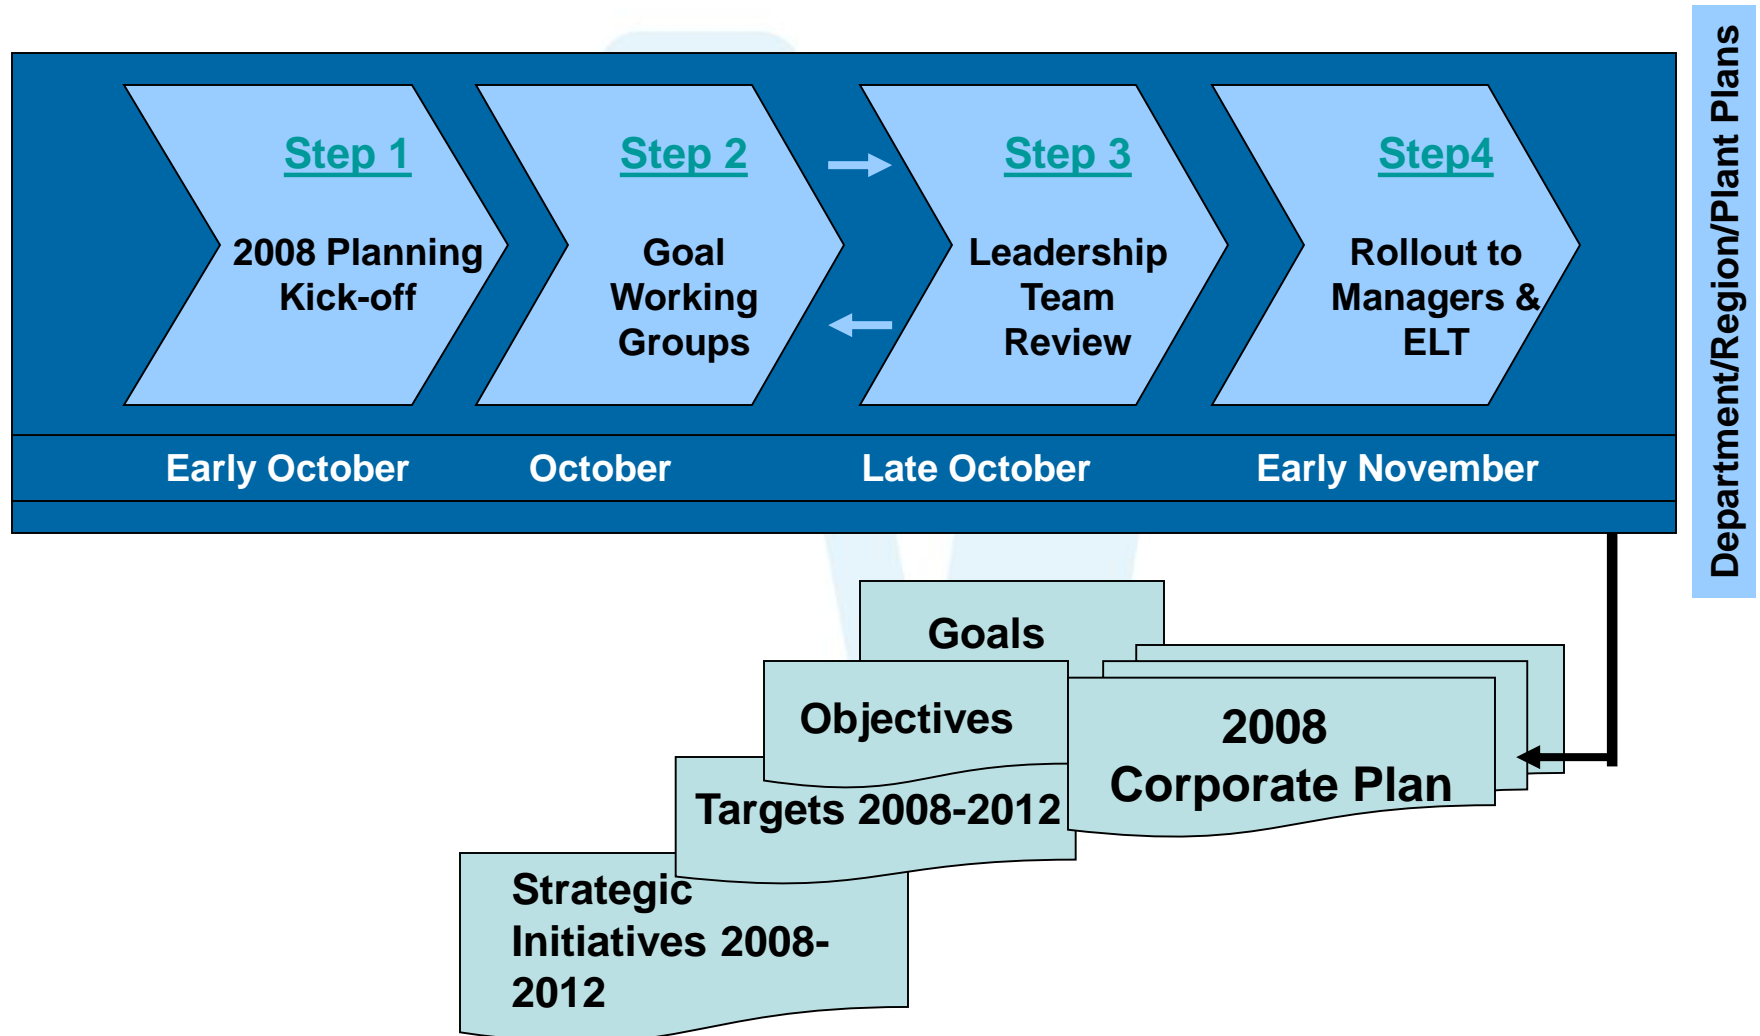 Step 1
2008 Planning
Kick-off
Step 2
Goal
Working
Groups
Step 3
Leadership
Team
Review
Step4
Rollout to
Managers &
ELT
Early October
October
Late October
Early November
Department/Region/Plant Plans
Goals
Objectives
Targets 2008-2012
Strategic
Initiatives 2008-
2012
2008
Corporate Plan